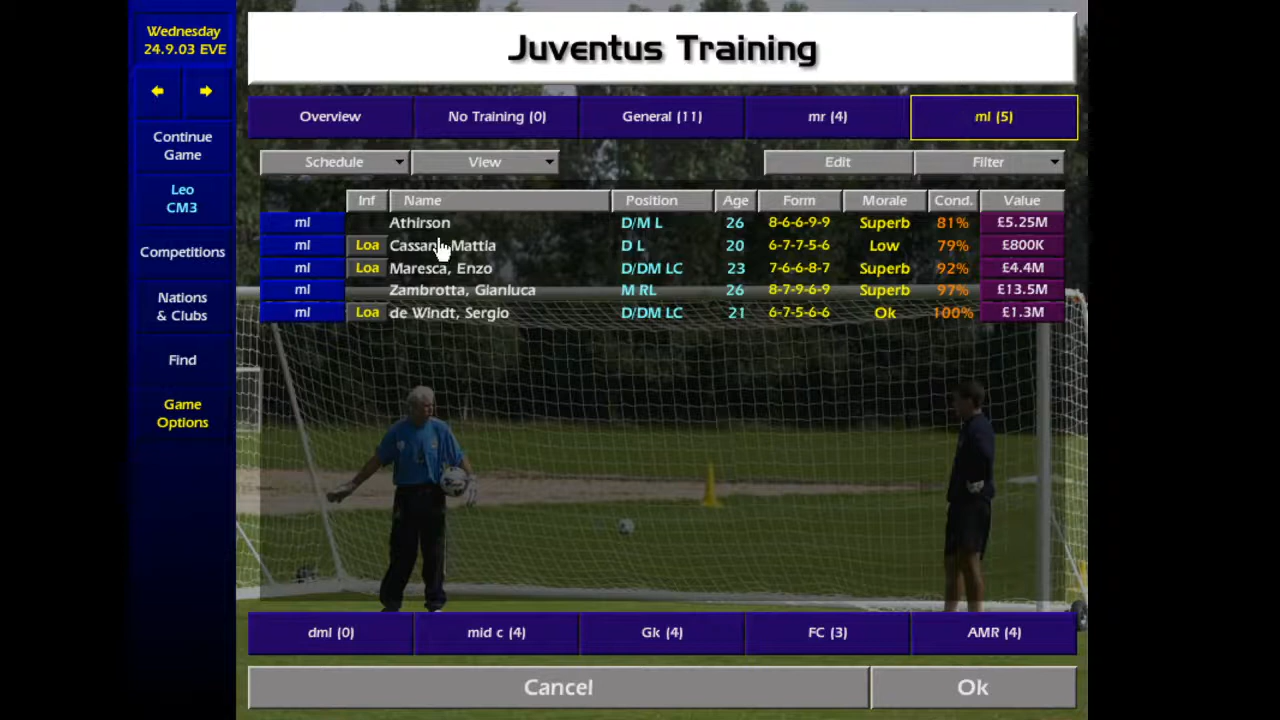 Wednesday
24.9.03 EVE
Continue
Game
Leo
CM3
Competitions
Nations
& Clubs
Find
Game
Options
Juventus Training
Overview No Training (0) General (11) mr (4) ml (5)
Schedule View Edit Filter
Inf Name Position Age Form Morale Cond. Value
ml Athirson D/M L 26 8-6-6-9-9 Superb 81% £5.25M
ml Loa Mattia D L 20 6-7-7-5-6 Low 79% £800K
ml Loa Maresca, Enzo D/DM LC 23 7-6-6-8-7 Superb 92% £4.4M
ml Zambrotta, Gianluca M RL 26 8-7-9-6-9 Superb 97% £13.5M
ml Loa de Windt, Sergio D/DM LC 21 6-7-5-6-6 Ok 100% £1.3M
dml (0) mid c (4) Gk (4) FC (3) AMR (4)
Cancel Ok